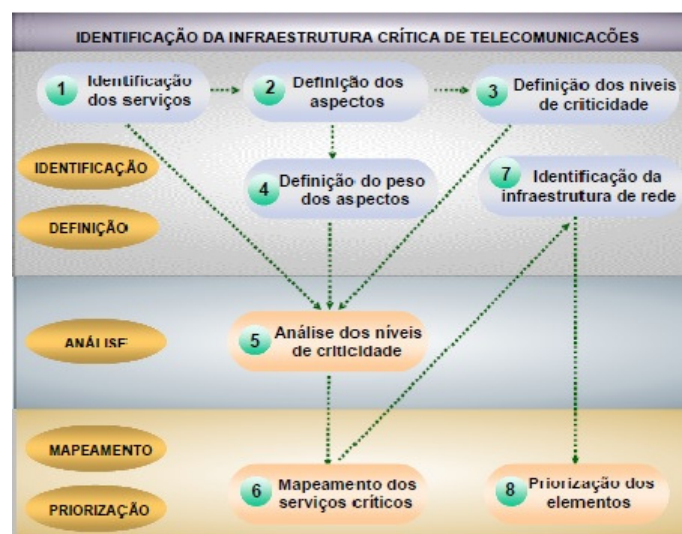 IDENTIFICAÇÃO DA INFRAESTRUTURA CRÍTICA DE TELECOMUNICACÕES
1 Identificação
dos serviços
2 Definição dos
aspectos
3 Definição dos níveis
de criticidade
IDENTIFICAÇÃO
4 Definição do peso
dos aspectos
7 Identificação da
infraestrutura de rede
DEFINIÇÃO
ANÁLISE
5 Análise dos níveis
de criticidade
MAPEAMENTO
6 Mapeamento dos
serviços críticos
8 Priorização dos
elementos
PRIORIZAÇÃO